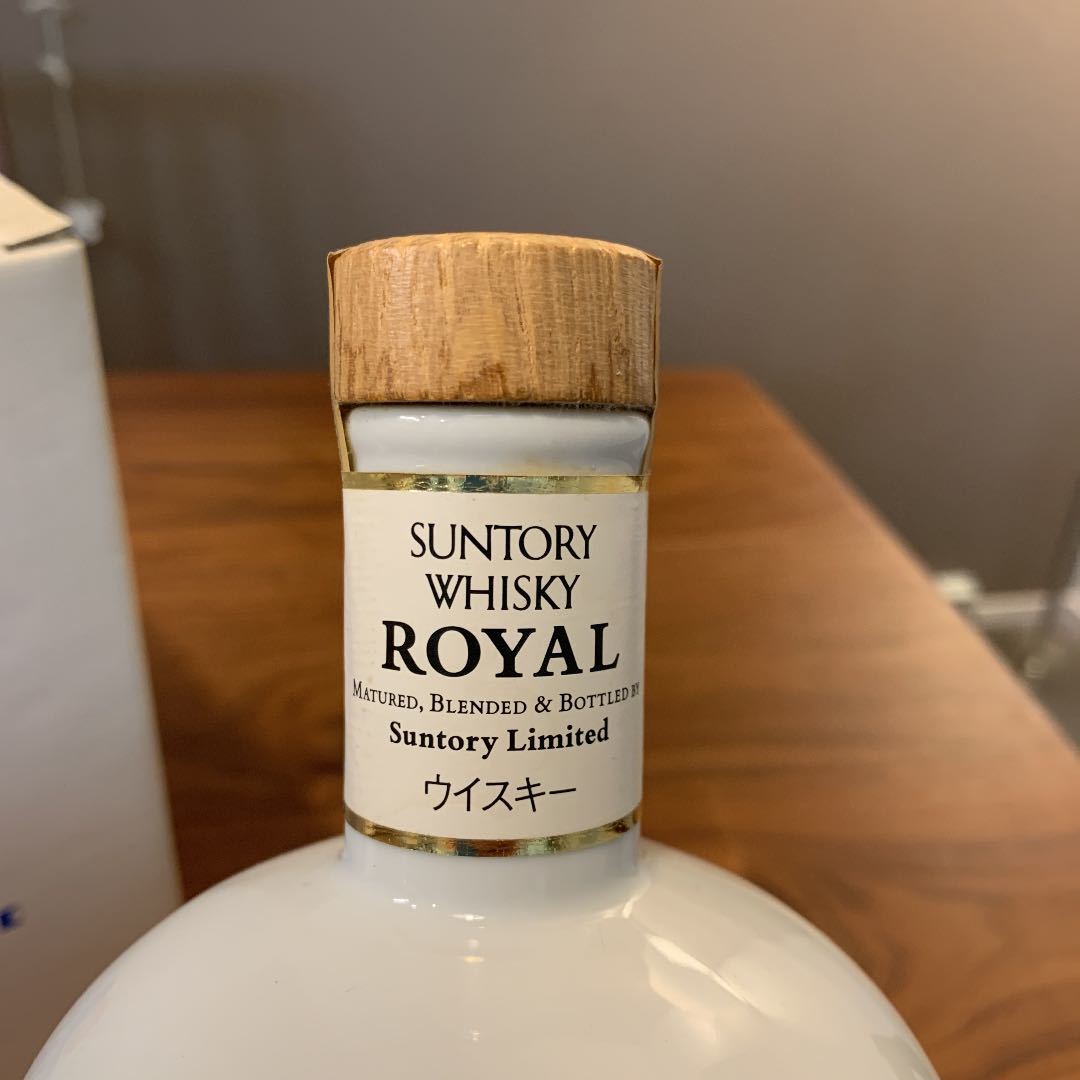 SUNTORY
WHISKY
ROYAL
MATURED, BLENDED & BOTTLED BY
Suntory Limited
ウイスキー